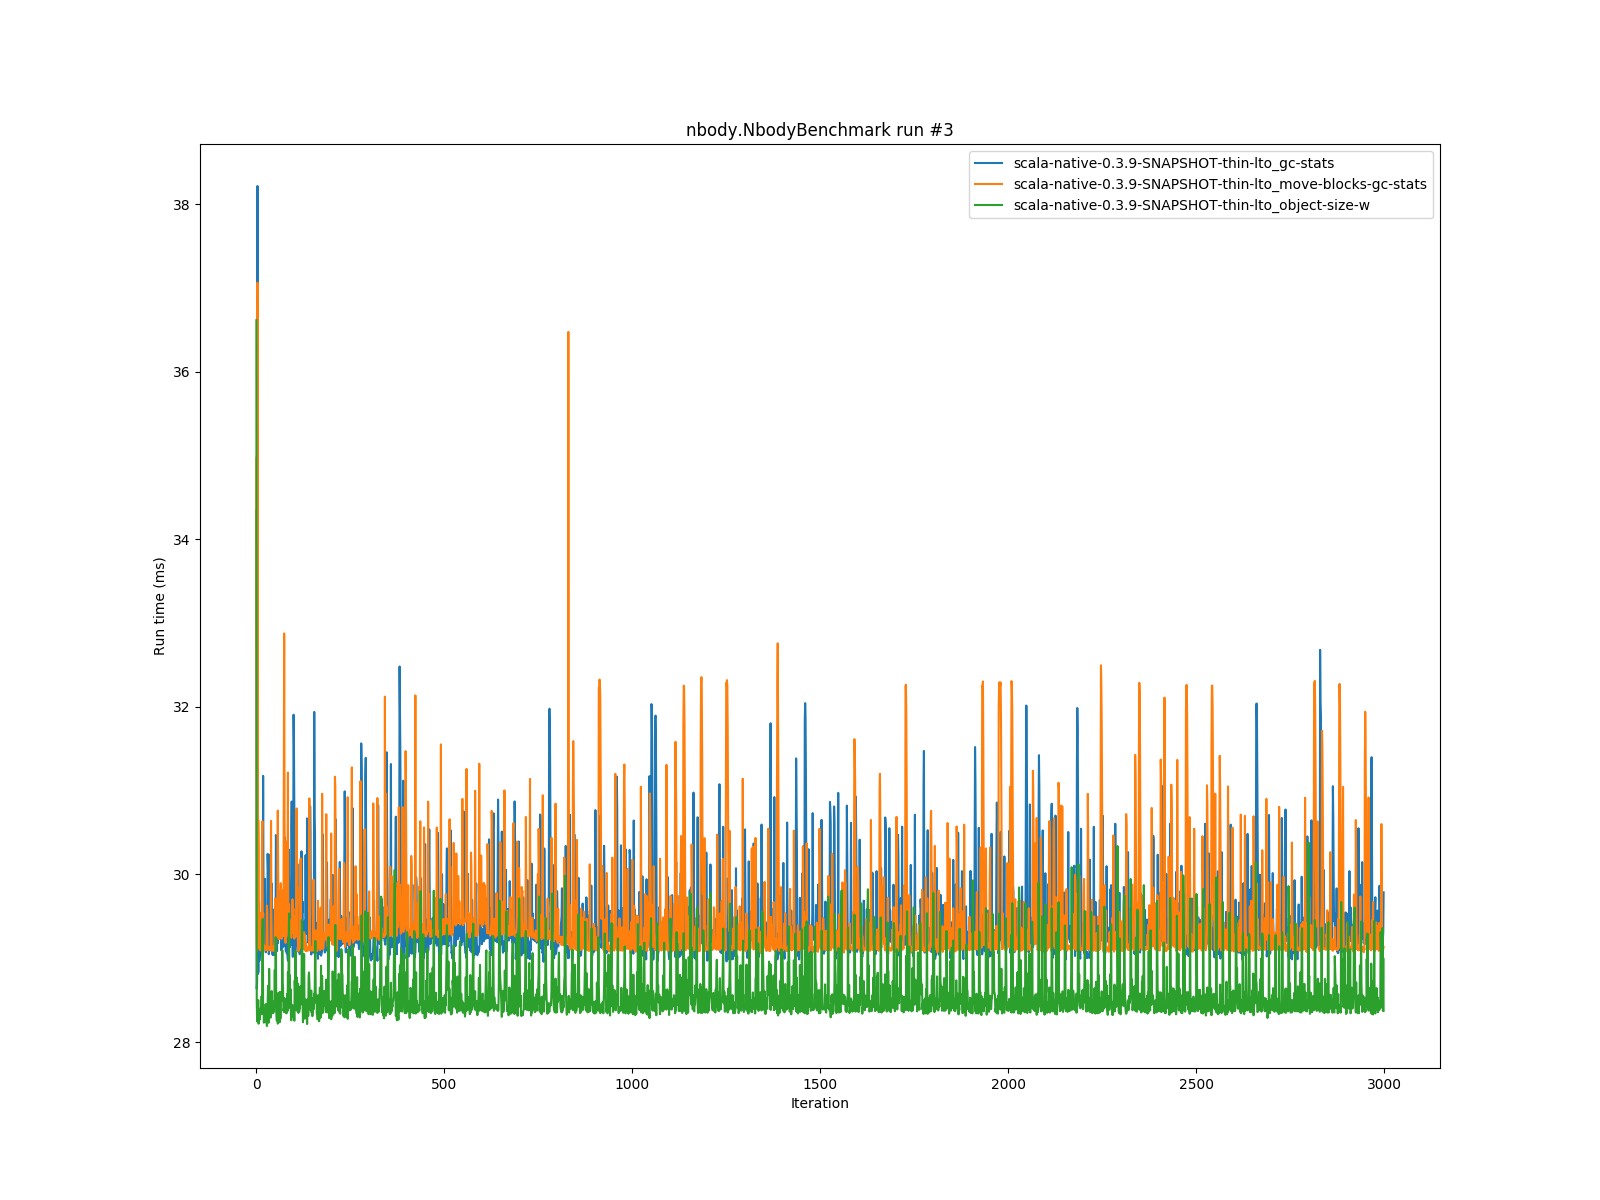 nbody.NbodyBenchmark run #3
scala-native-0.3.9-SNAPSHOT-thin-lto_gc-stats
scala-native-0.3.9-SNAPSHOT-thin-lto_move-blocks-gc-stats
scala-native-0.3.9-SNAPSHOT-thin-lto_object-size-w
38
36
34
32
30
28
Run time (ms)
0 500 1000 1500 2000 2500 3000
Iteration